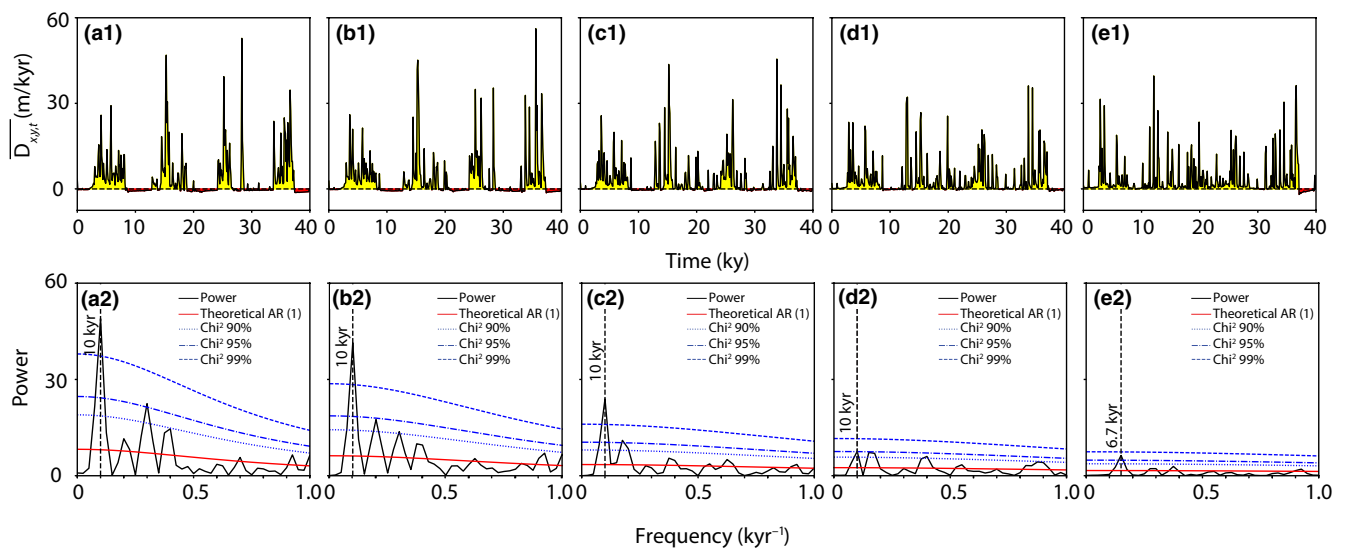 (a1) (b1) (c1) (d1) (e1)
60
30
0
D x,y,t (m/kyr)
0 10 20 30 40 0 10 20 30 40 0 10 20 30 40 0 10 20 30 40 0 10 20 30 40
Time (ky)
(a2) (b2) (c2) (d2) (e2)
60
30
0
Power
Power
Theoretical AR (1)
Chi² 90%
Chi² 95%
Chi² 99%
10 kyr
Power
Theoretical AR (1)
Chi² 90%
Chi² 95%
Chi² 99%
10 kyr
Power
Theoretical AR (1)
Chi² 90%
Chi² 95%
Chi² 99%
10 kyr
Power
Theoretical AR (1)
Chi² 90%
Chi² 95%
Chi² 99%
10 kyr
Power
Theoretical AR (1)
Chi² 90%
Chi² 95%
Chi² 99%
6.7 kyr
0 0.5 1.0 0 0.5 1.0 0 0.5 1.0 0 0.5 1.0 0 0.5 1.0
Frequency (kyr⁻¹)